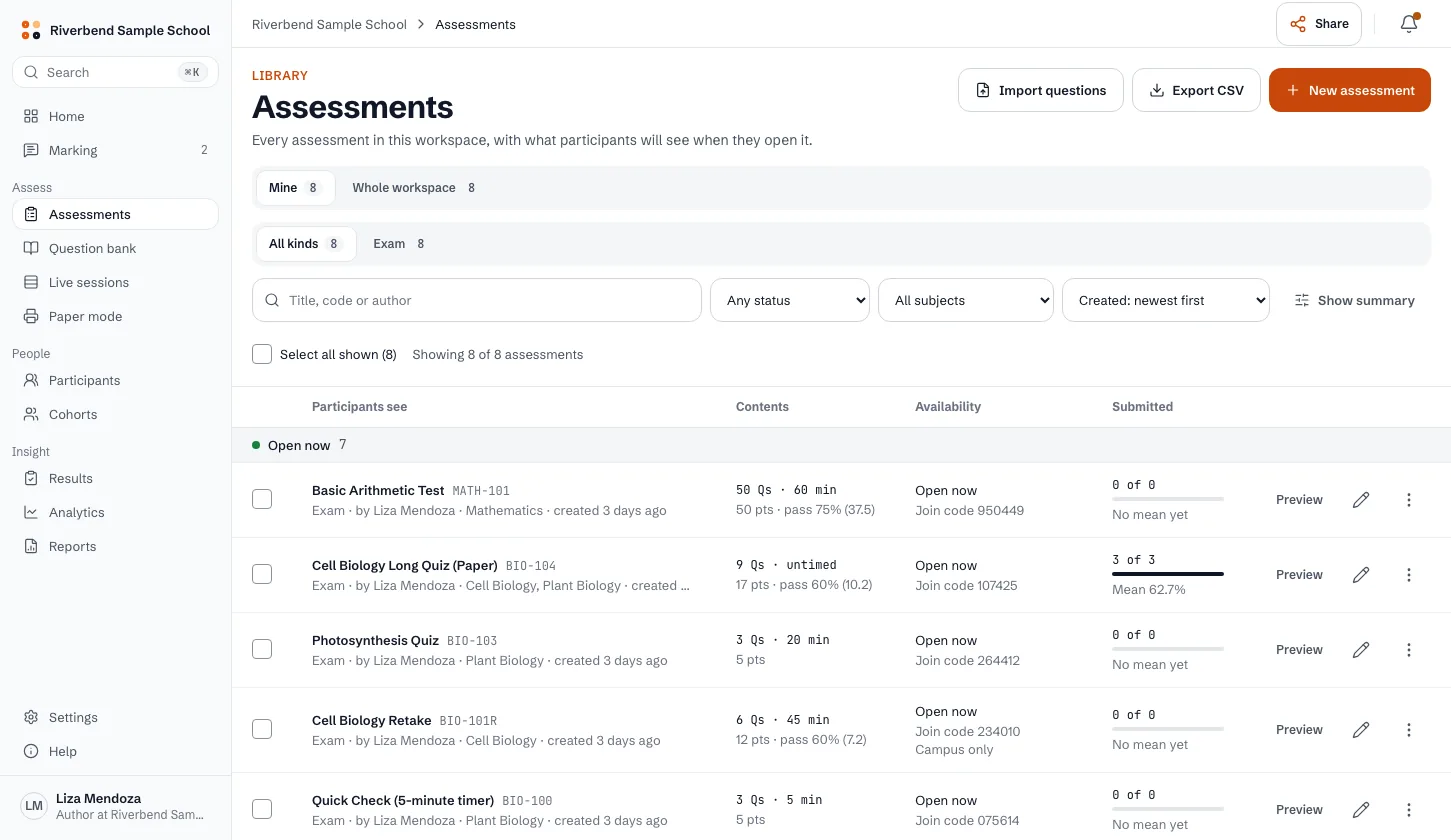 Riverbend Sample School
Search ⌘K
Home
Marking 2
Assess
Assessments
Question bank
Live sessions
Paper mode
People
Participants
Cohorts
Insight
Results
Analytics
Reports
Settings
Help
LM
Liza Mendoza
Author at Riverbend Sam…
Riverbend Sample School > Assessments
Share
LIBRARY
Assessments
Every assessment in this workspace, with what participants will see when they open it.
Import questions
Export CSV
+ New assessment
Mine 8 Whole workspace 8
All kinds 8 Exam 8
Title, code or author
Any status
All subjects
Created: newest first
Show summary
Select all shown (8) Showing 8 of 8 assessments
Participants see Contents Availability Submitted
Open now 7
Basic Arithmetic Test MATH-101
Exam · by Liza Mendoza · Mathematics · created 3 days ago
50 Qs · 60 min
50 pts · pass 75% (37.5)
Open now
Join code 950449
0 of 0
No mean yet
Preview
Cell Biology Long Quiz (Paper) BIO-104
Exam · by Liza Mendoza · Cell Biology, Plant Biology · created …
9 Qs · untimed
17 pts · pass 60% (10.2)
Open now
Join code 107425
3 of 3
Mean 62.7%
Preview
Photosynthesis Quiz BIO-103
Exam · by Liza Mendoza · Plant Biology · created 3 days ago
3 Qs · 20 min
5 pts
Open now
Join code 264412
0 of 0
No mean yet
Preview
Cell Biology Retake BIO-101R
Exam · by Liza Mendoza · Cell Biology · created 3 days ago
6 Qs · 45 min
12 pts · pass 60% (7.2)
Open now
Join code 234010
Campus only
0 of 0
No mean yet
Preview
Quick Check (5-minute timer) BIO-100
Exam · by Liza Mendoza · Plant Biology · created 3 days ago
3 Qs · 5 min
5 pts
Open now
Join code 075614
0 of 0
No mean yet
Preview